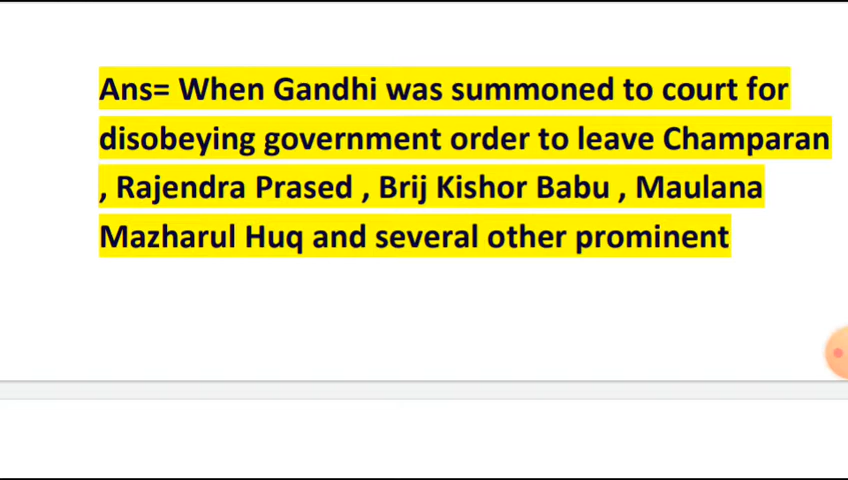 Ans= When Gandhi was summoned to court for
disobeying government order to leave Champaran
, Rajendra Prased , Brij Kishor Babu , Maulana
Mazharul Huq and several other prominent